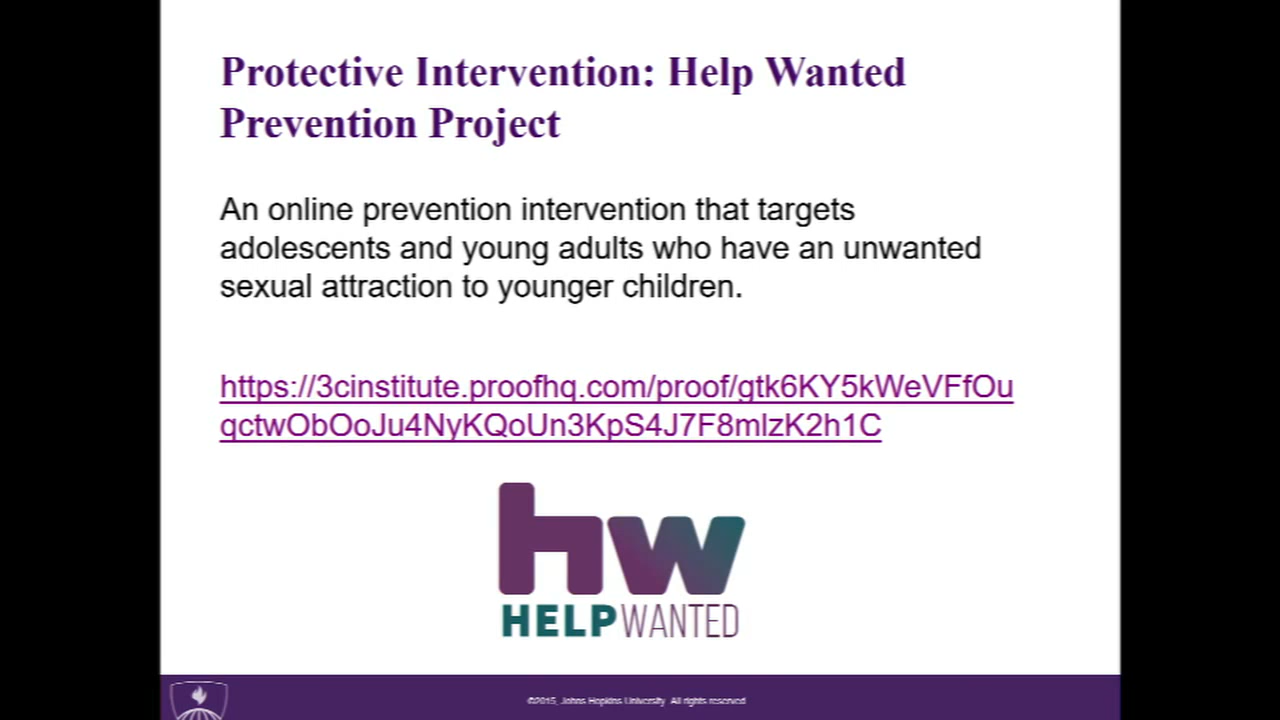 Protective Intervention: Help Wanted
Prevention Project
An online prevention intervention that targets
adolescents and young adults who have an unwanted
sexual attraction to younger children.
https://3cinstitute.proofhq.com/proof/gtk6KY5kWeVFfOu
qctwObOoJu4NyKQoUn3KpS4J7F8mlzK2h1C
hw
HELPWANTED
©2015, Johns Hopkins University. All rights reserved.